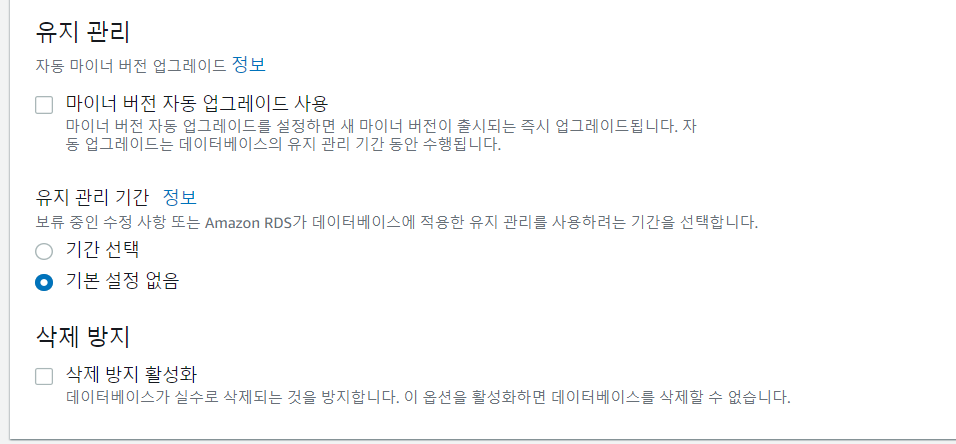 유지 관리
자동 마이너 버전 업그레이드 정보
마이너 버전 자동 업그레이드 사용
마이너 버전 자동 업그레이드를 설정하면 새 마이너 버전이 출시되는 즉시 업그레이드됩니다. 자
동 업그레이드는 데이터베이스의 유지 관리 기간 동안 수행됩니다.
유지 관리 기간 정보
보류 중인 수정 사항 또는 Amazon RDS가 데이터베이스에 적용한 유지 관리를 사용하려는 기간을 선택합니다.
기간 선택
기본 설정 없음
삭제 방지
삭제 방지 활성화
데이터베이스가 실수로 삭제되는 것을 방지합니다. 이 옵션을 활성화하면 데이터베이스를 삭제할 수 없습니다.